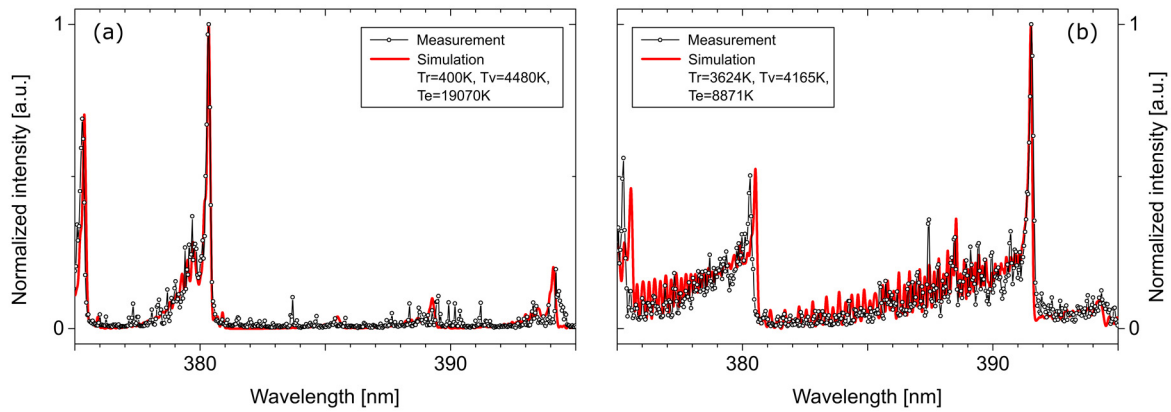 (a)
1
Measurement
Simulation
Tr=400K, Tv=4480K,
Te=19070K
Normalized intensity [a.u.]
0
380
390
Wavelength [nm]
(b)
1
Measurement
Simulation
Tr=3624K, Tv=4165K,
Te=8871K
Normalized intensity [a.u.]
0
380
390
Wavelength [nm]